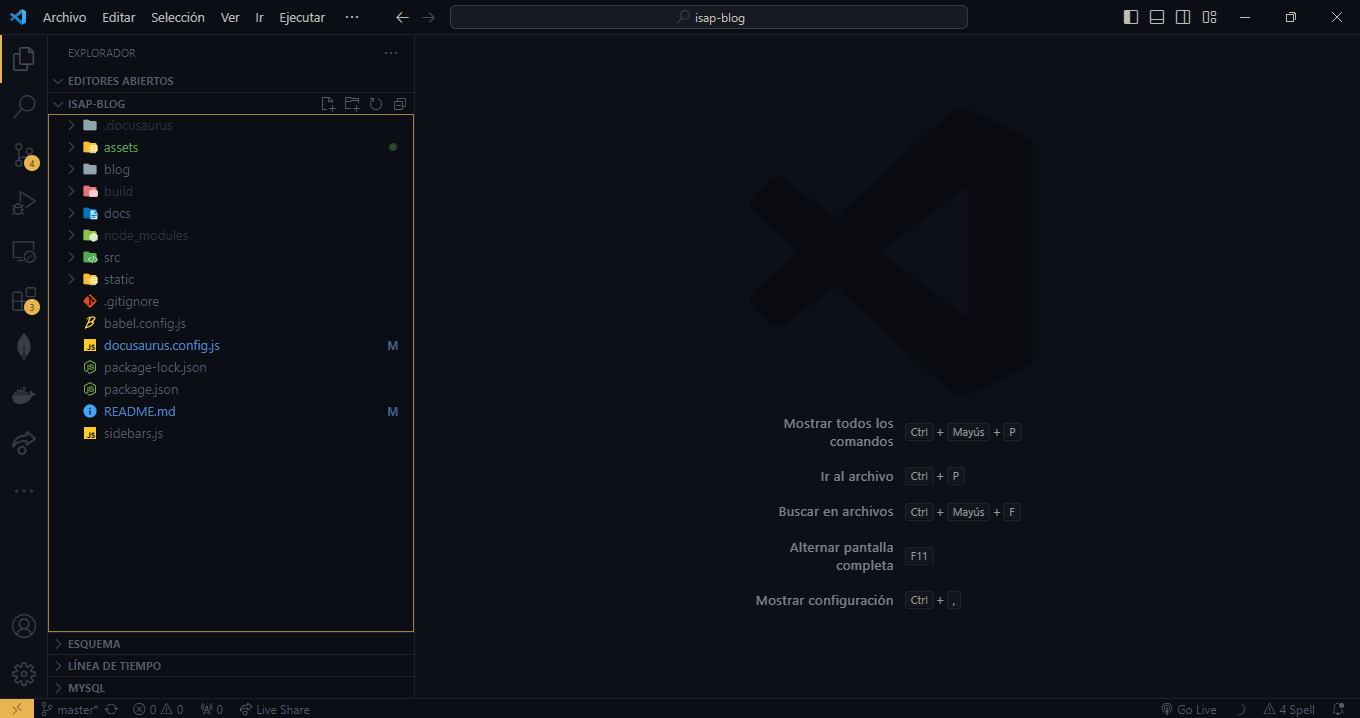 Archivo Editar Selección Ver Ir Ejecutar ··· isap-blog
EXPLORADOR ···
EDITORES ABIERTOS
ISAP-BLOG
.docusaurus
assets
blog
build
docs
node_modules
src
static
.gitignore
babel.config.js
docusaurus.config.js M
package-lock.json
package.json
README.md M
sidebars.js
4
3
ESQUEMA
LÍNEA DE TIEMPO
MYSQL
Mostrar todos los
comandos Ctrl + Mayús + P
Ir al archivo Ctrl + P
Buscar en archivos Ctrl + Mayús + F
Alternar pantalla
completa F11
Mostrar configuración Ctrl + ,
master* 0 0 0 Live Share Go Live 4 Spell